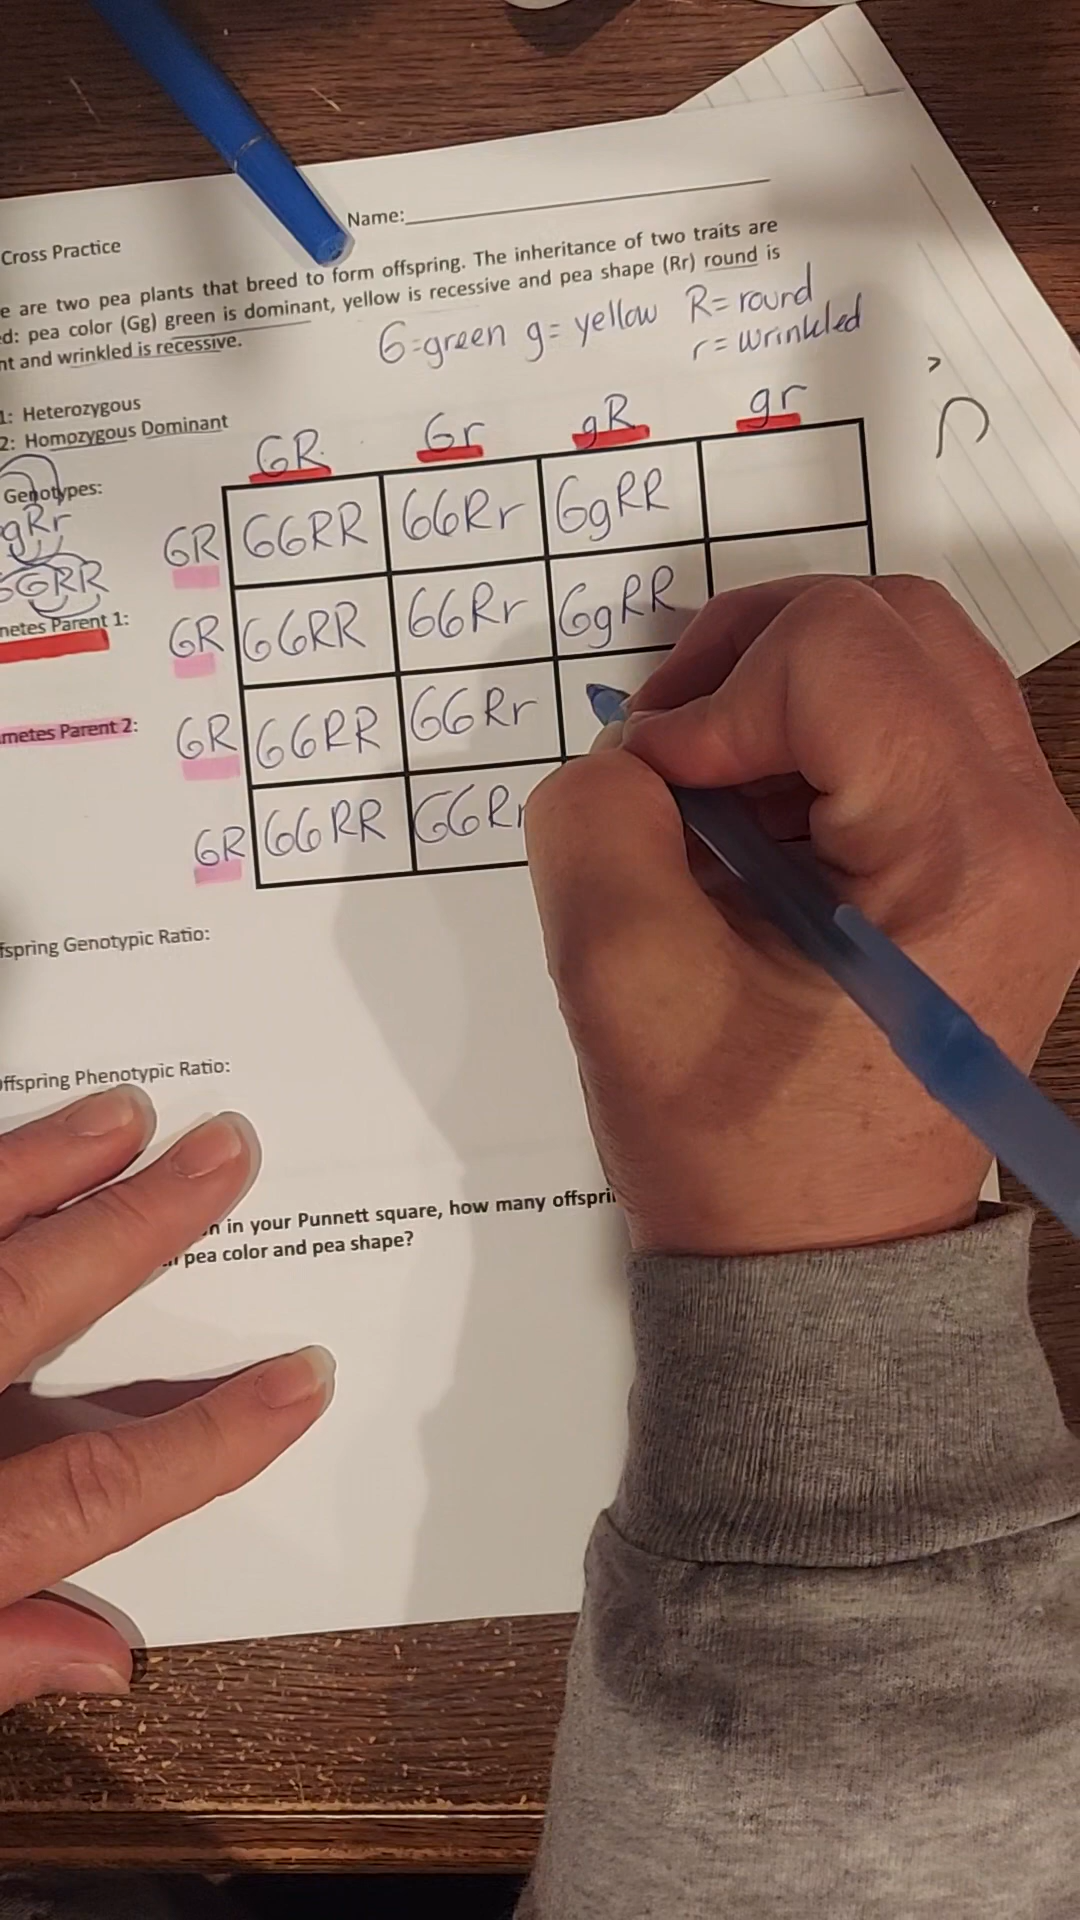 Name:
Cross Practice
e are two pea plants that breed to form offspring. The inheritance of two traits are
ed: pea color (Gg) green is dominant, yellow is recessive and pea shape (Rr) round is
nt and wrinkled is recessive.
G=green g=yellow R=round
r=wrinkled
1: Heterozygous
2: Homozygous Dominant
Genotypes:
gRr
GGRR
netes Parent 1:
metes Parent 2:
GR Gr gR gr
GR GGRR GGRr GgRR
GR GGRR GGRr GgRR
GR GGRR GGRr
GR GGRR GGRr
fspring Genotypic Ratio:
Offspring Phenotypic Ratio:
n in your Punnett square, how many offspri
pea color and pea shape?